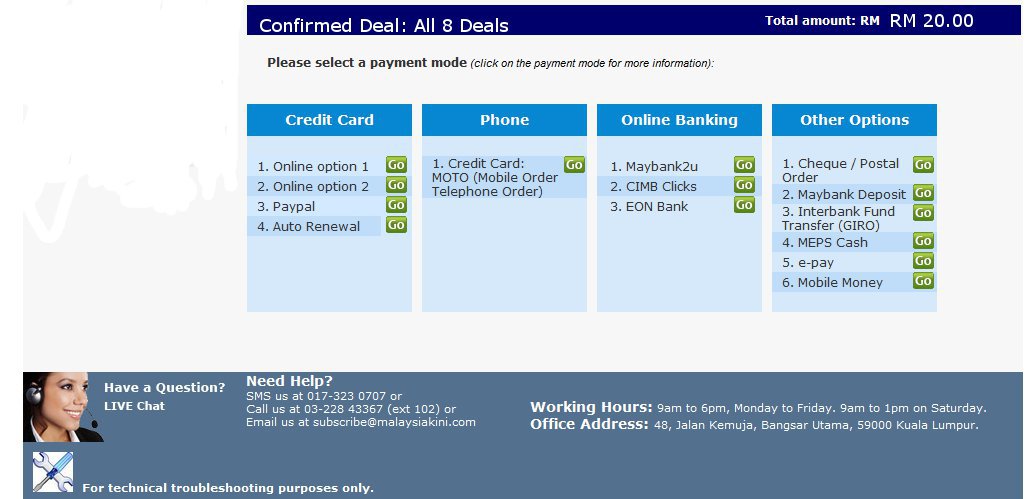 Confirmed Deal: All 8 Deals
Total amount: RM RM 20.00
Please select a payment mode (click on the payment mode for more information):
Credit Card
1. Online option 1 Go
2. Online option 2 Go
3. Paypal Go
4. Auto Renewal Go
Phone
1. Credit Card: Go
MOTO (Mobile Order
Telephone Order)
Online Banking
1. Maybank2u Go
2. CIMB Clicks Go
3. EON Bank Go
Other Options
1. Cheque / Postal Go
Order
2. Maybank Deposit Go
3. Interbank Fund Go
Transfer (GIRO)
4. MEPS Cash Go
5. e-pay Go
6. Mobile Money Go
Have a Question?
LIVE Chat
Need Help?
SMS us at 017-323 0707 or
Call us at 03-228 43367 (ext 102) or
Email us at subscribe@malaysiakini.com
Working Hours: 9am to 6pm, Monday to Friday. 9am to 1pm on Saturday.
Office Address: 48, Jalan Kemuja, Bangsar Utama, 59000 Kuala Lumpur.
For technical troubleshooting purposes only.